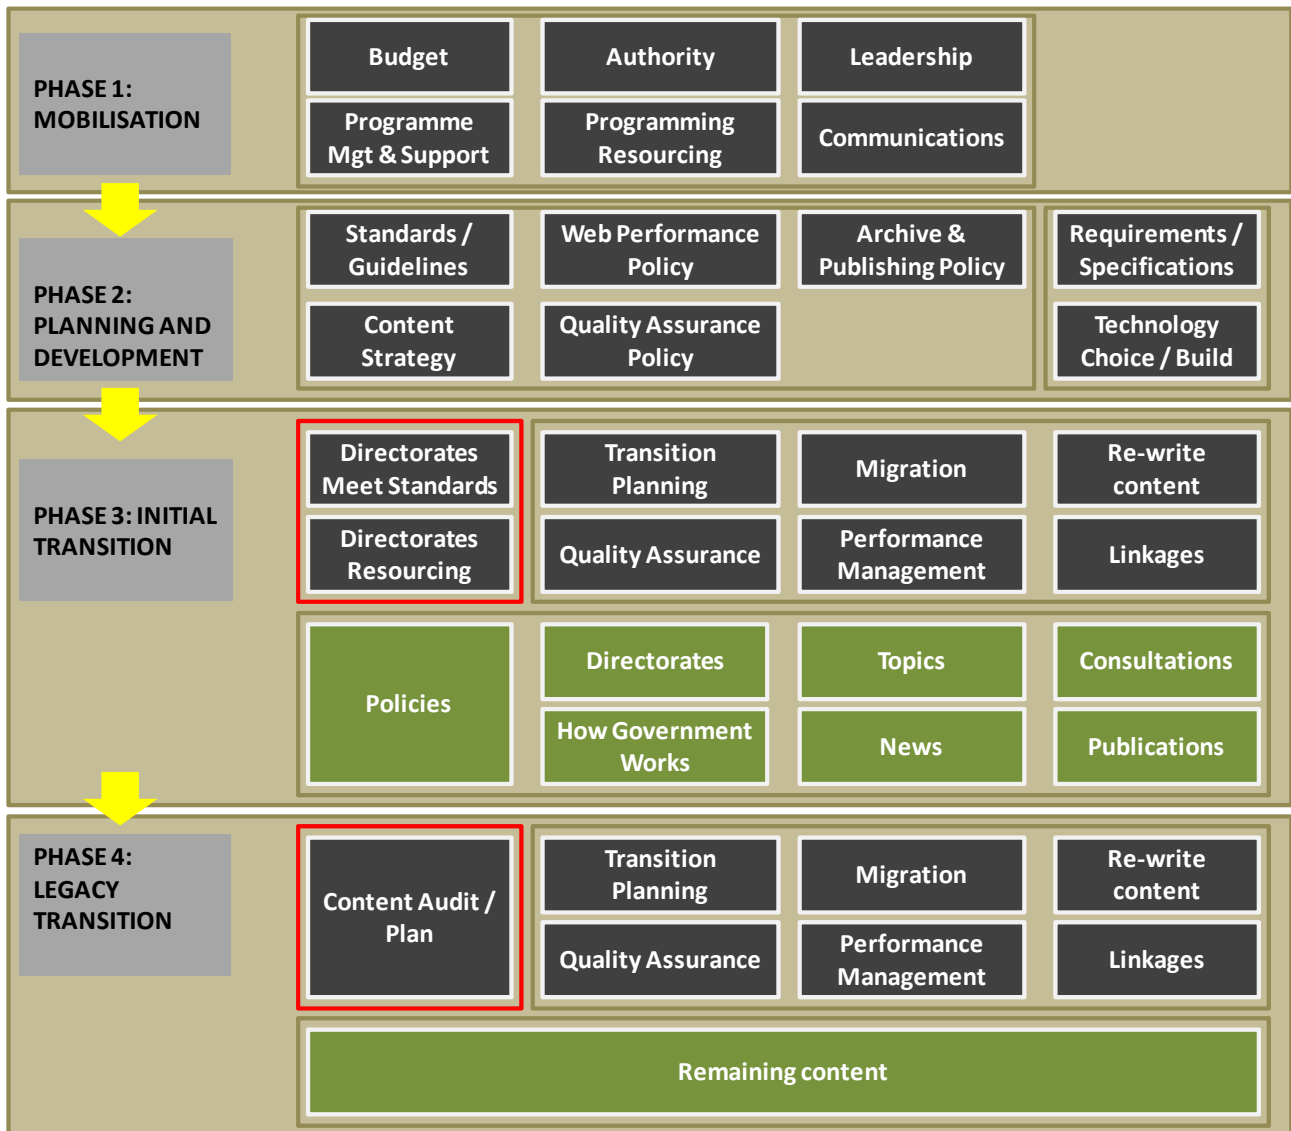 PHASE 1:
MOBILISATION
Budget
Authority
Leadership
Programme
Mgt & Support
Programming
Resourcing
Communications
PHASE 2:
PLANNING AND
DEVELOPMENT
Standards /
Guidelines
Web Performance
Policy
Archive &
Publishing Policy
Requirements /
Specifications
Content
Strategy
Quality Assurance
Policy
Technology
Choice / Build
PHASE 3: INITIAL
TRANSITION
Directorates
Meet Standards
Transition
Planning
Migration
Re-write
content
Directorates
Resourcing
Quality Assurance
Performance
Management
Linkages
Policies
Directorates
Topics
Consultations
How Government
Works
News
Publications
PHASE 4:
LEGACY
TRANSITION
Content Audit /
Plan
Transition
Planning
Migration
Re-write
content
Quality Assurance
Performance
Management
Linkages
Remaining content